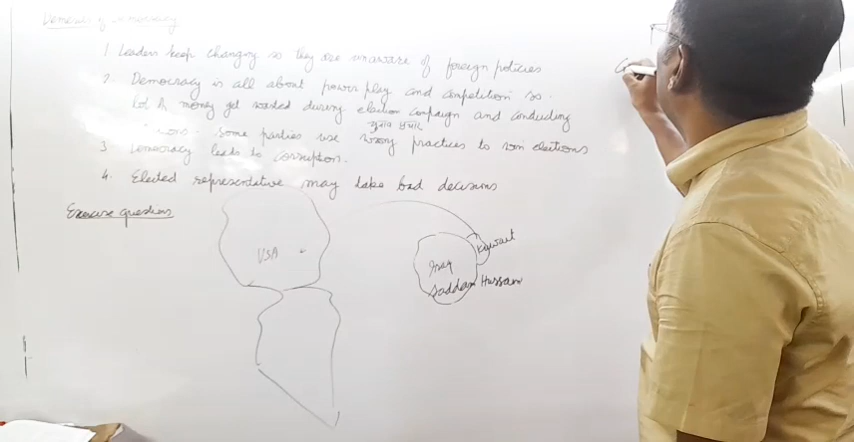 Demerits of Democracy
1. Leaders keep changing so they are unaware of foreign policies
2. Democracy is all about power play and competition so.
lot of money get wasted during election campaign and conducting
चुनाव प्रचार
Some parties use wrong practices to win elections
3. Democracy leads to corruption.
4. Elected representative may take bad decisions
Exercise questions
USA
Kuwait
Iraq
Saddam Hussain